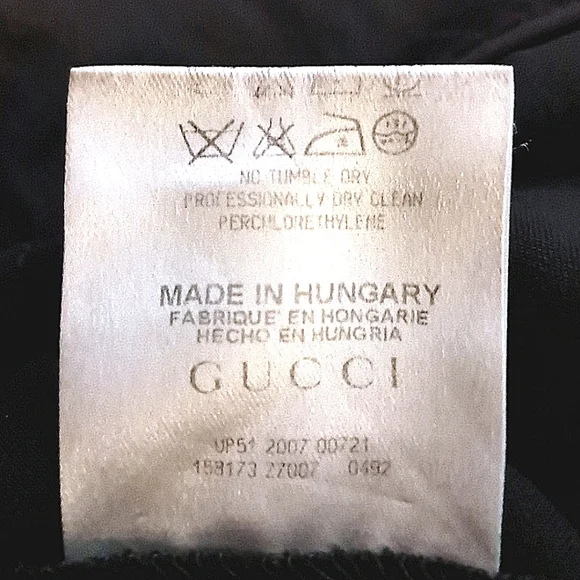 NO TUMBLE DRY
PROFESSIONALLY DRY CLEAN
PERCHLORETHYLENE
MADE IN HUNGARY
FABRIQUE' EN HONGARIE
HECHO EN HUNGRIA
GUCCI
UP51 2007 00721
158173 Z7007 0492